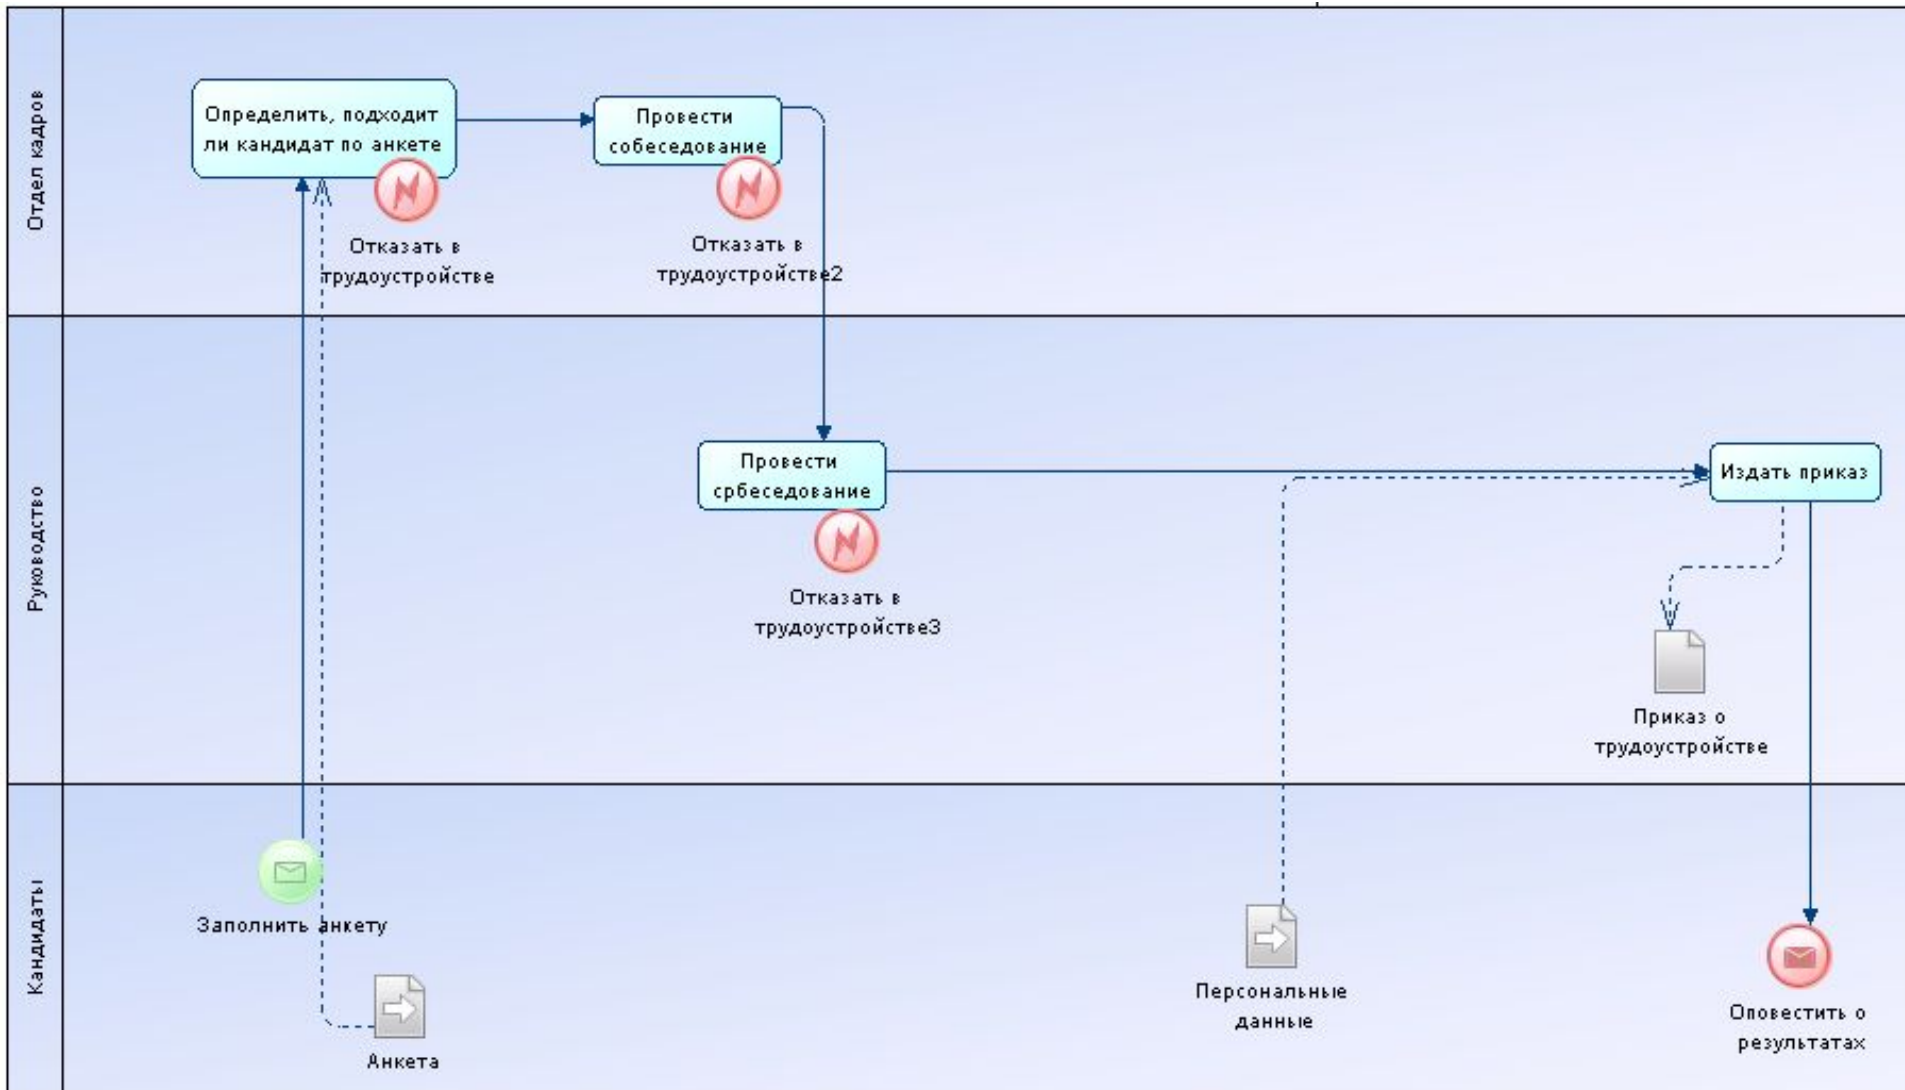 Отдел кадров
Определить, подходит
ли кандидат по анкете
Отказать в
трудоустройстве
Провести
собеседование
Отказать в
трудоустройстве2
Руководство
Провести
српбеседование
Отказать в
трудоустройстве3
Издать приказ
Приказ о
трудоустройстве
Кандидаты
Заполнить анкету
Анкета
Персональные
данные
Оповестить о
результатах